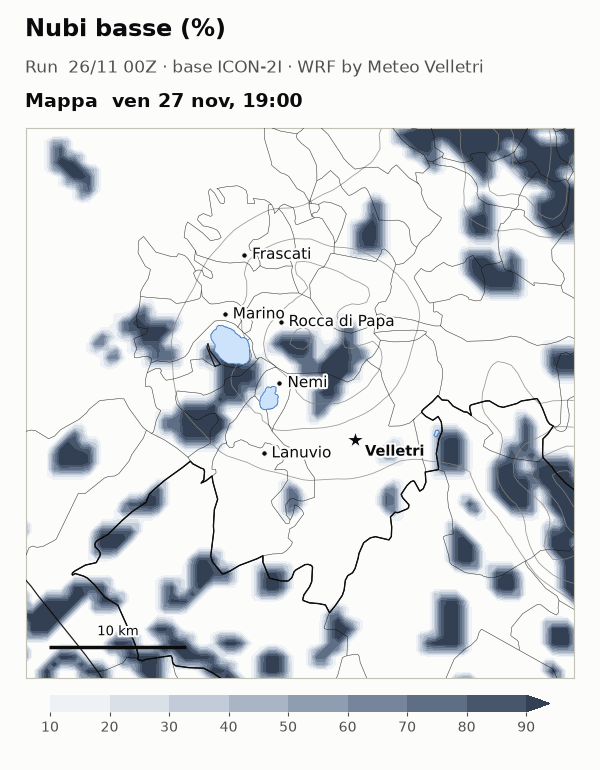 Nubi basse (%)
Run  26/11 00Z · base ICON-2I · WRF by Meteo Velletri
Mappa  ven 27 nov, 19:00
Frascati
Marino
Rocca di Papa
Nemi
Velletri
Lanuvio
10 km
10 20 30 40 50 60 70 80 90